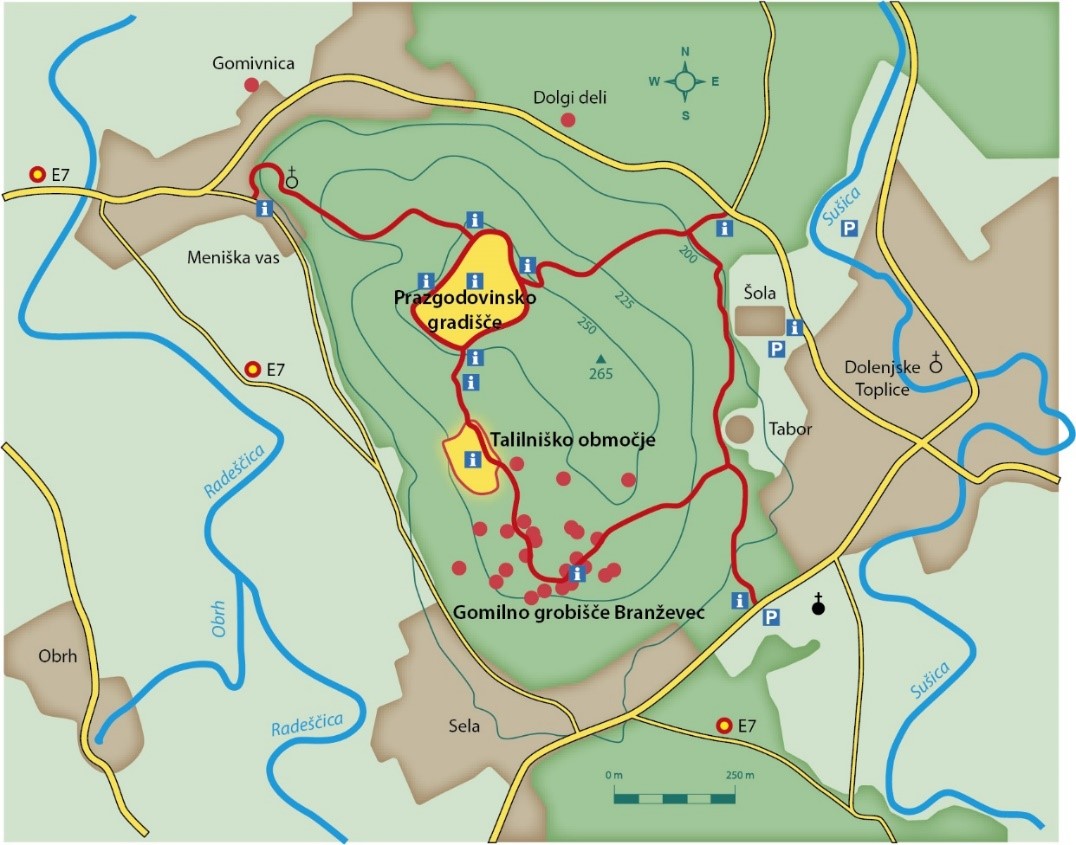 Gomivnica
N
W
E
S
Dolgi deli
E7
Sušica
P
Meniška vas
200
225
250
265
Prazgodovinsko
gradišče
Šola
P
Dolenjske
Toplice
E7
Tabor
Talilniško območje
Radeščica
Gomilno grobišče Branževec
P
Obrh
Obrh
Radeščica
Sela
E7
Sušica
0 m
250 m
i
i
i
i
i
i
i
i
i
i
i
i